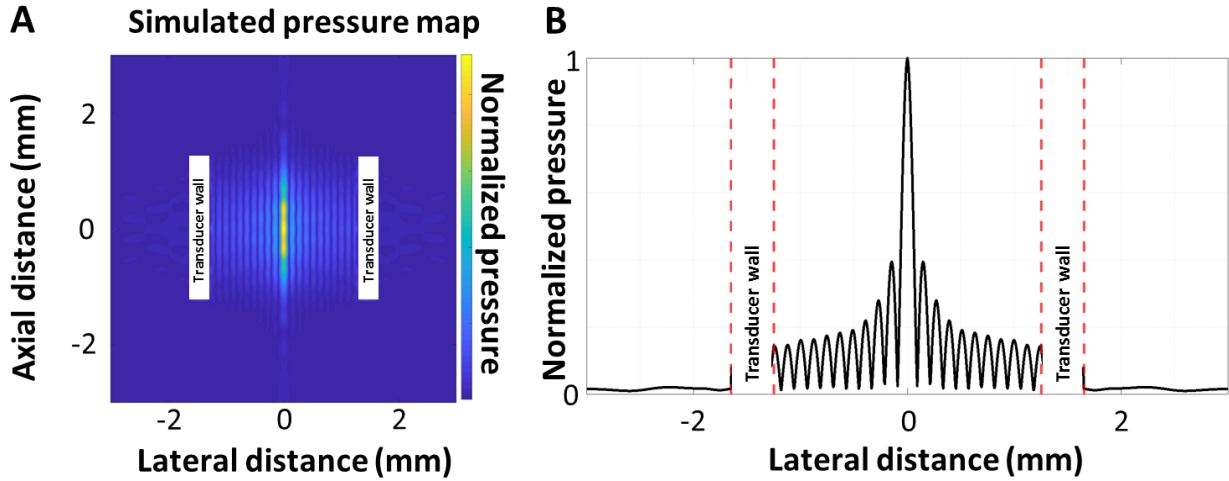 A
Simulated pressure map
Axial distance (mm)
2
0
-2
Transducer wall
Transducer wall
-2
0
2
Lateral distance (mm)
Normalized pressure
B
Normalized pressure
1
0
Transducer wall
Transducer wall
-2
0
2
Lateral distance (mm)